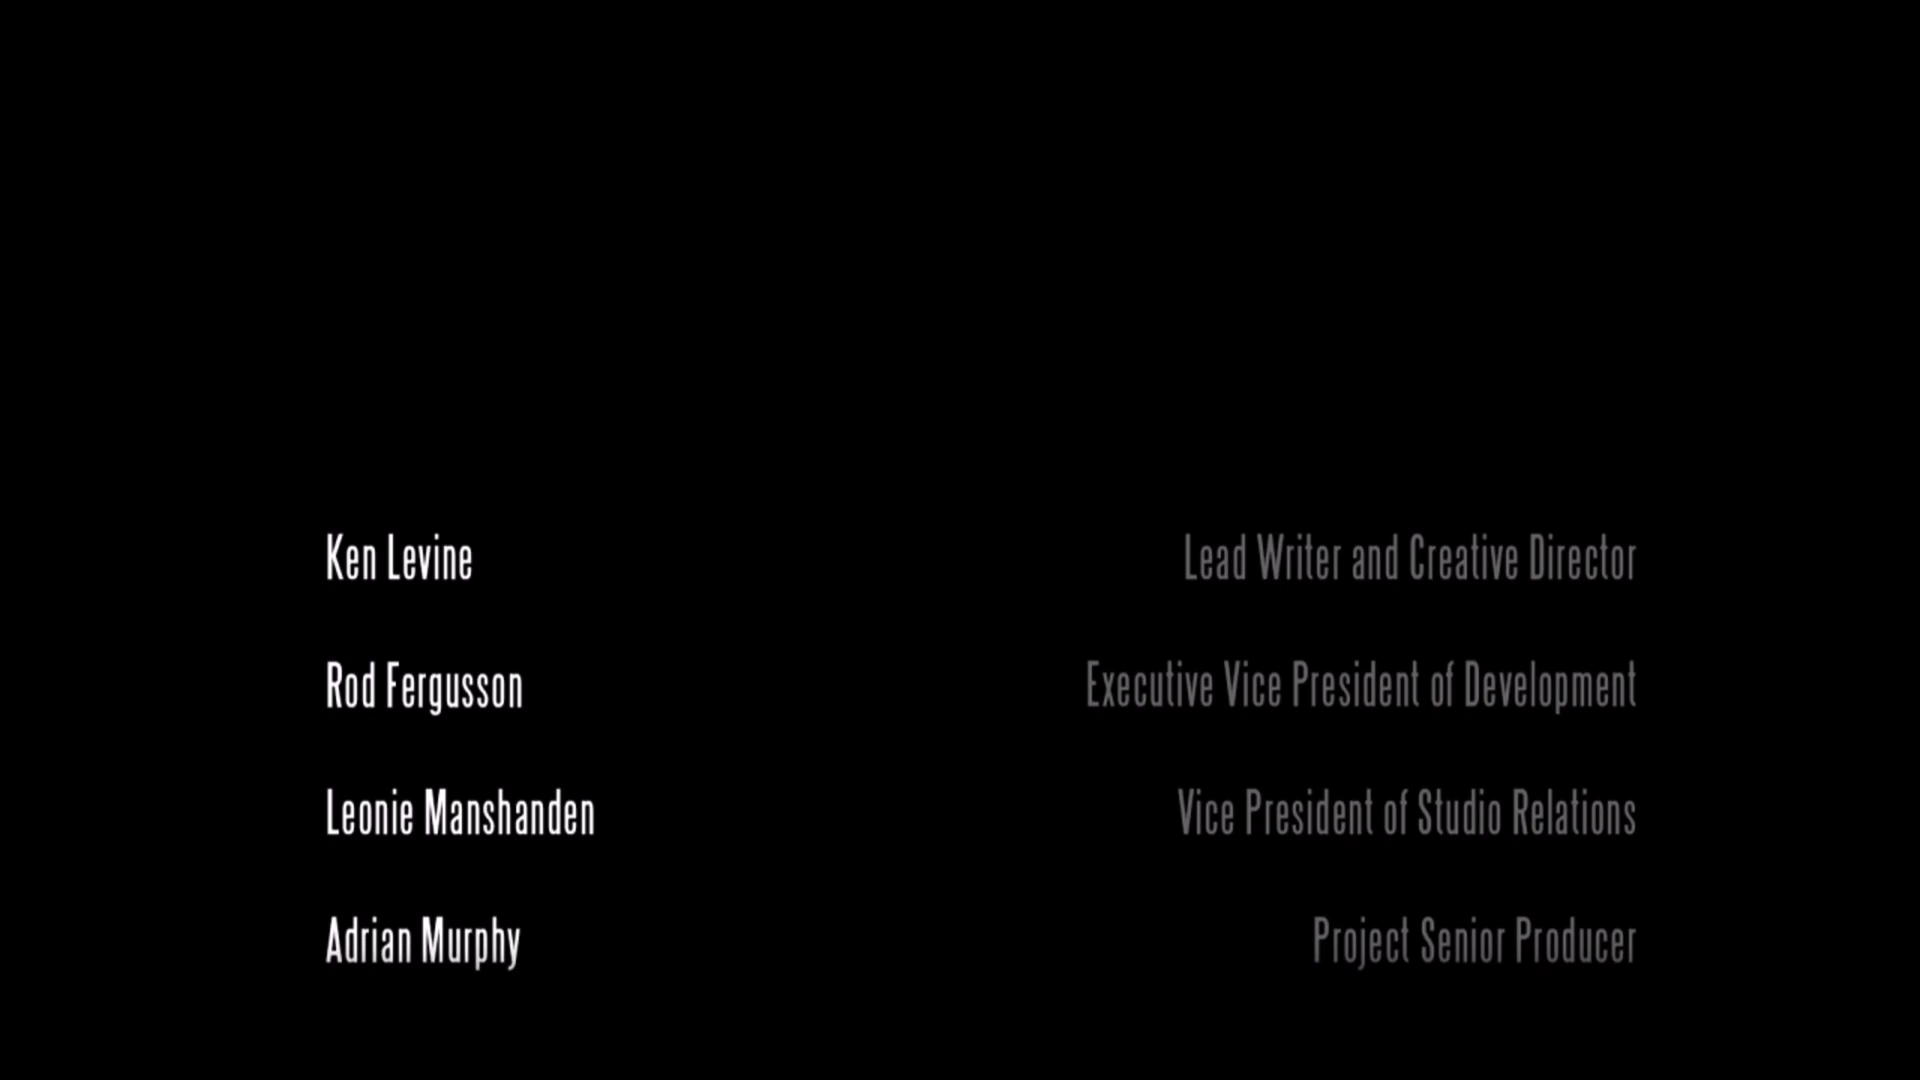 Ken Levine Lead Writer and Creative Director
Rod Fergusson Executive Vice President of Development
Leonie Manshanden Vice President of Studio Relations
Adrian Murphy Project Senior Producer